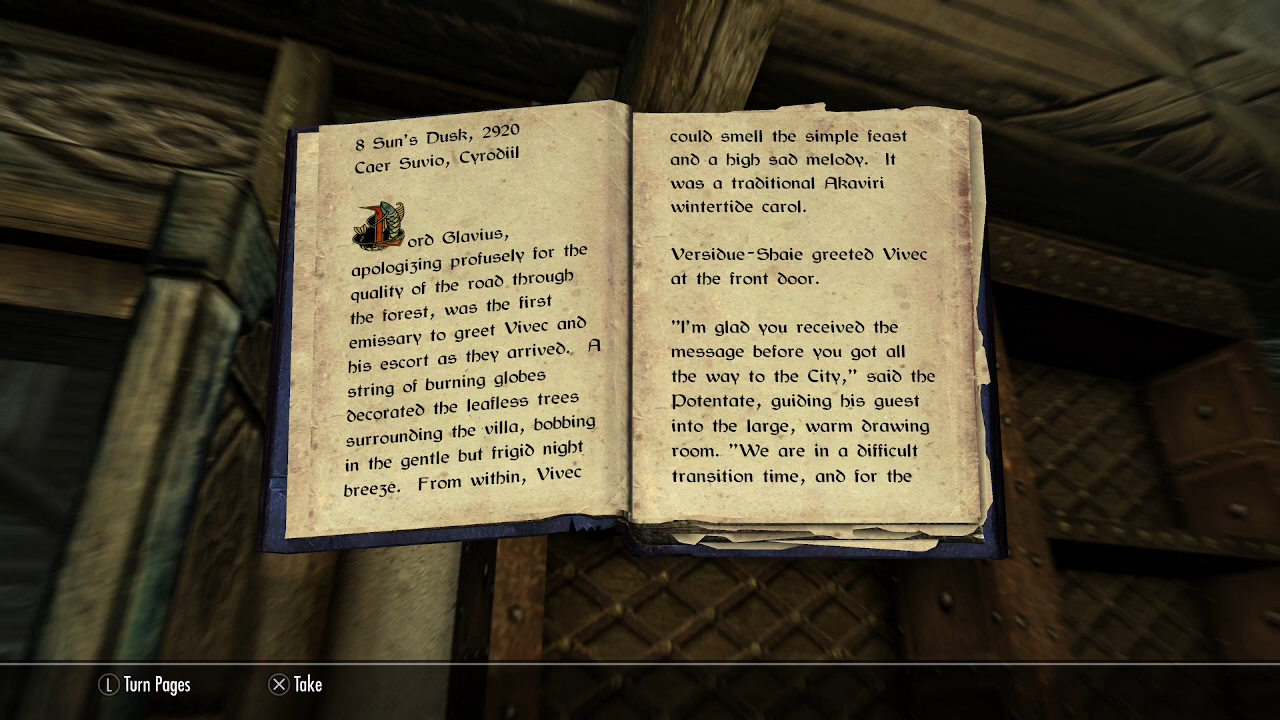 8 Sun's Dusk, 2920
Caer Suvio, Cyrodiil
Lord Glavius,
apologizing profusely for the
quality of the road through
the forest, was the first
emissary to greet Vivec and
his escort as they arrived.  A
string of burning globes
decorated the leafless trees
surrounding the villa, bobbing
in the gentle but frigid night
breeze.  From within, Vivec
could smell the simple feast
and a high sad melody.  It
was a traditional Akaviri
wintertide carol.
Versidue-Shaie greeted Vivec
at the front door.
"I'm glad you received the
message before you got all
the way to the City," said the
Potentate, guiding his guest
into the large, warm drawing
room. "We are in a difficult
transition time, and for the
L Turn Pages
X Take